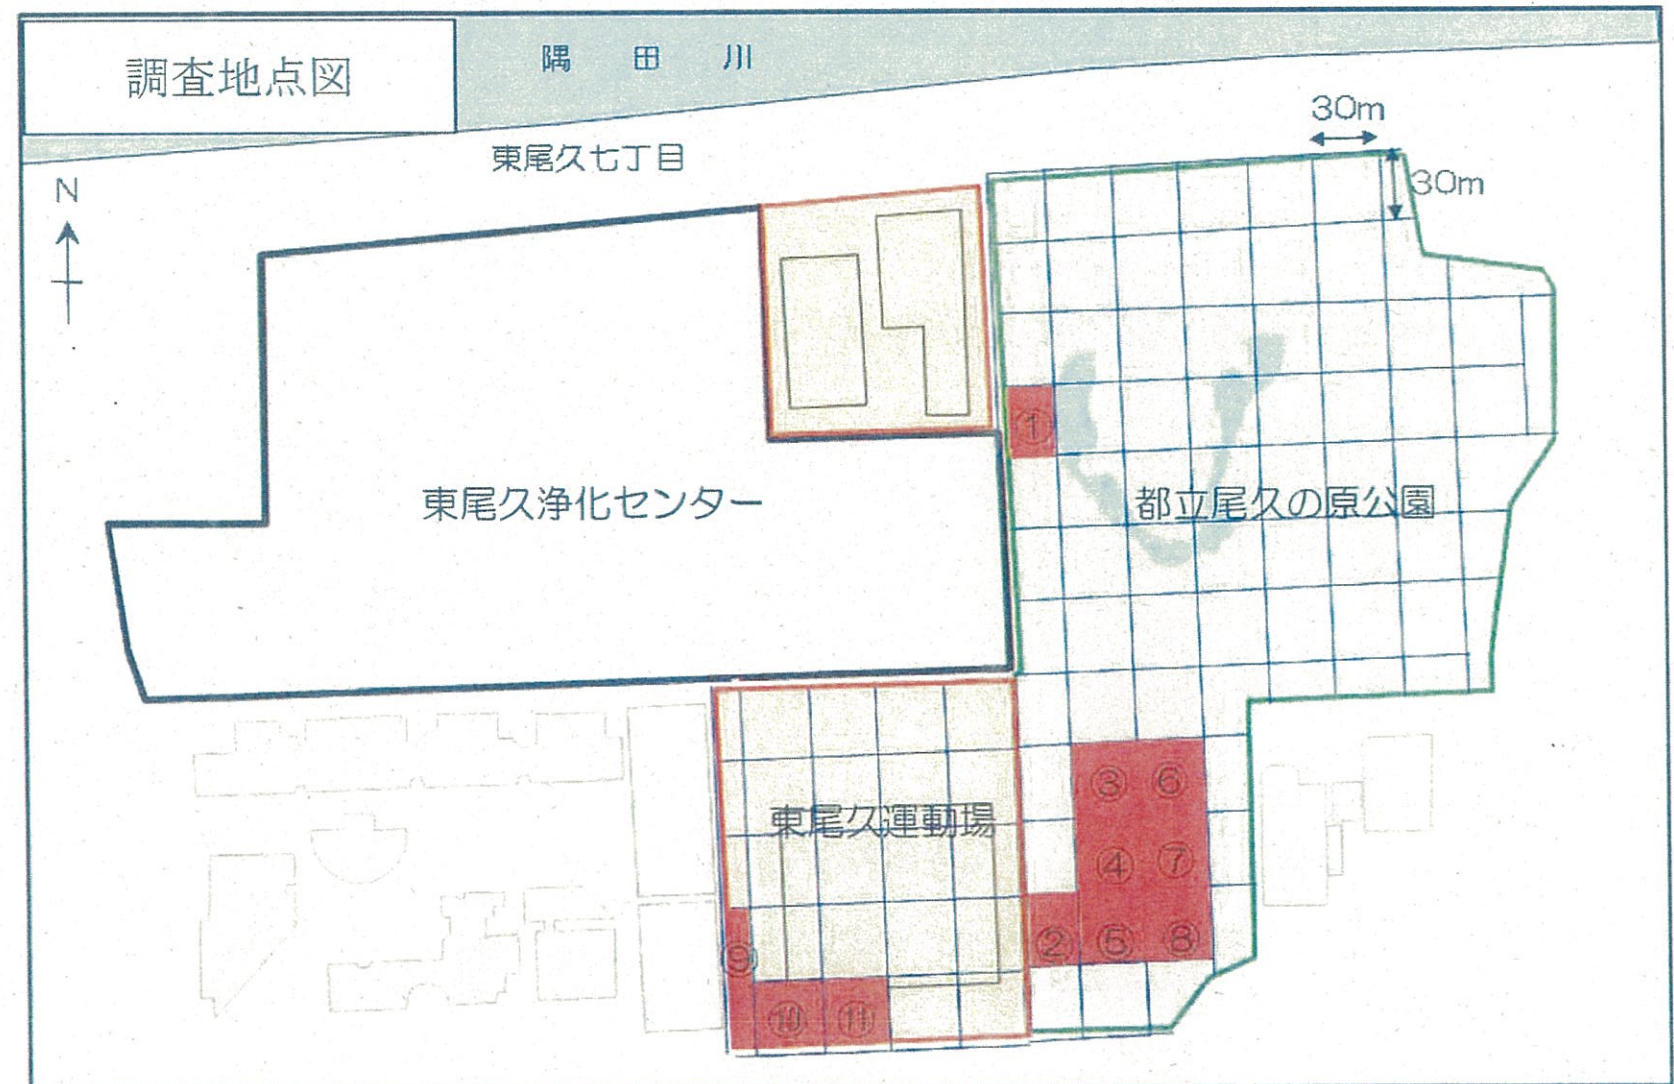 調査地点図
隅田川
30m
東尾久七丁目
N
30m
①
東尾久浄化センター
都立尾久の原公園
③ ⑥
東尾久運動場
④ ⑦
② ⑤ ⑧
⑨
⑩ ⑪